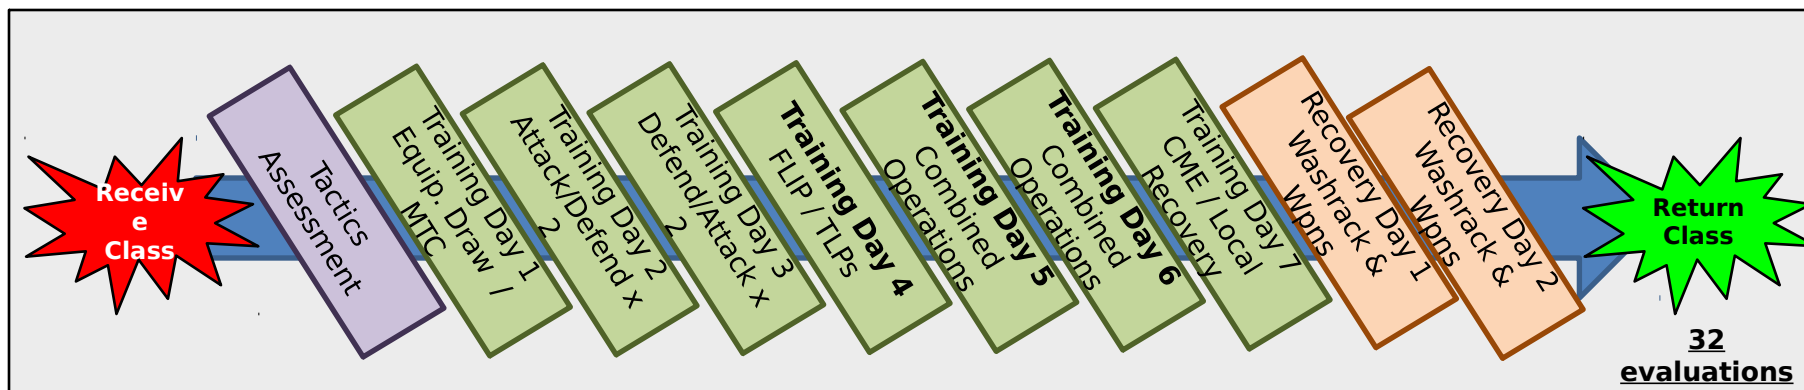 Receiv
e
Class
Tactics
Assessment
Training Day 1
Equip. Draw /
MTC
Training Day 2
Attack/Defend x
2
Training Day 3
Defend/Attack x
2
Training Day 4
FLIP / TLPs
Training Day 5
Combined
Operations
Training Day 6
Combined
Operations
Training Day 7
CME / Local
Recovery
Recovery Day 1
Washrack &
Wpns
Recovery Day 2
Washrack &
Wpns
Return
Class
32
evaluations